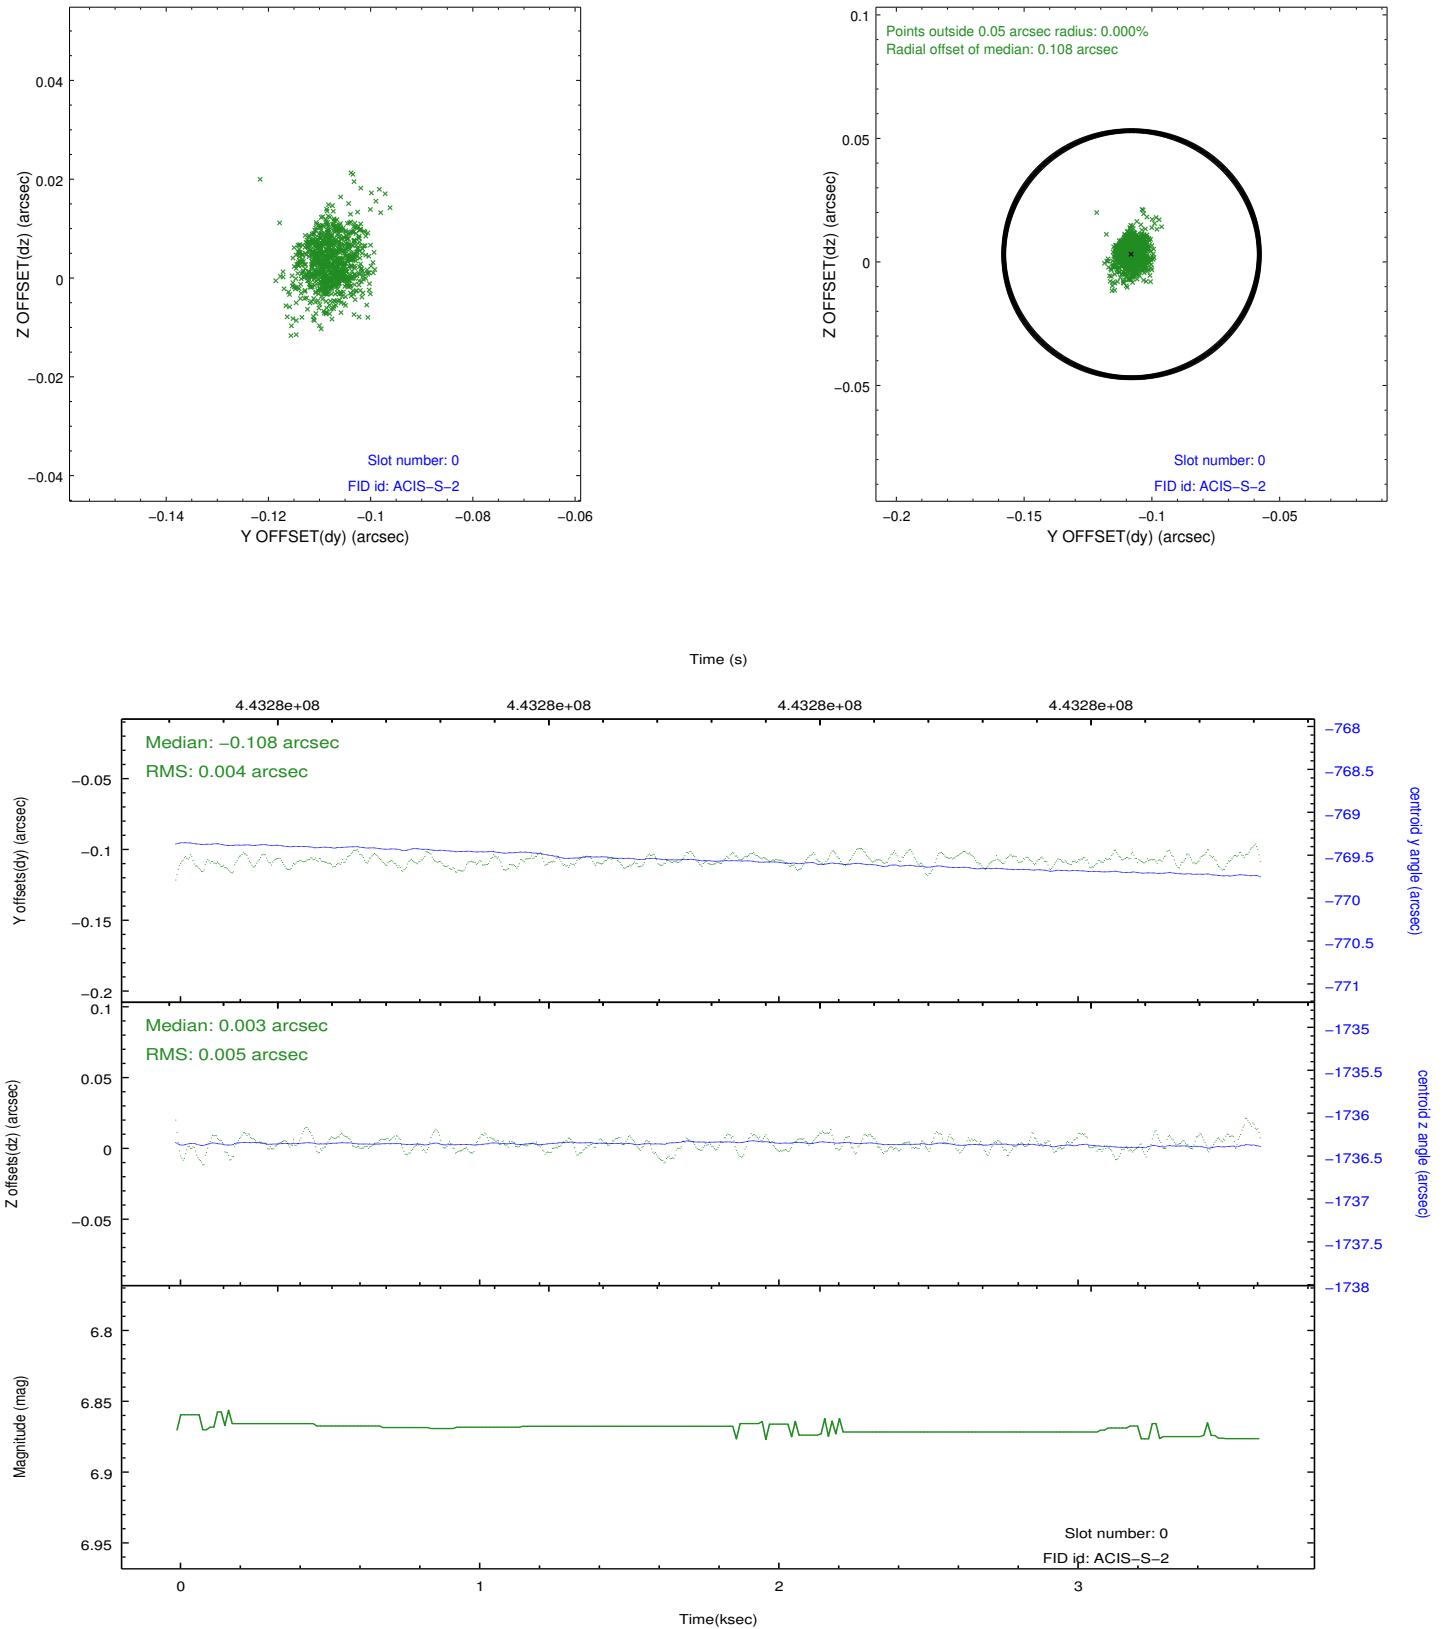 0.04
0.02
0
−0.02
−0.04
Z OFFSET(dz) (arcsec)
Slot number: 0
FID id: ACIS−S−2
−0.14
−0.12
−0.1
−0.08
−0.06
Y OFFSET(dy) (arcsec)
Points outside 0.05 arcsec radius: 0.000%
Radial offset of median: 0.108 arcsec
0.1
0.05
0
−0.05
Z OFFSET(dz) (arcsec)
Slot number: 0
FID id: ACIS−S−2
−0.2
−0.15
−0.1
−0.05
Y OFFSET(dy) (arcsec)
Time (s)
4.4328e+08
4.4328e+08
4.4328e+08
4.4328e+08
Median: −0.108 arcsec
RMS: 0.004 arcsec
−0.05
−0.1
−0.15
−0.2
Y offsets(dy) (arcsec)
−768
−768.5
−769
−769.5
−770
−770.5
−771
centroid y angle (arcsec)
Median: 0.003 arcsec
RMS: 0.005 arcsec
0.1
0.05
0
−0.05
Z offsets(dz) (arcsec)
−1735
−1735.5
−1736
−1736.5
−1737
−1737.5
−1738
centroid z angle (arcsec)
6.8
6.85
6.9
6.95
Magnitude (mag)
Slot number: 0
FID id: ACIS−S−2
0
1
2
3
Time(ksec)